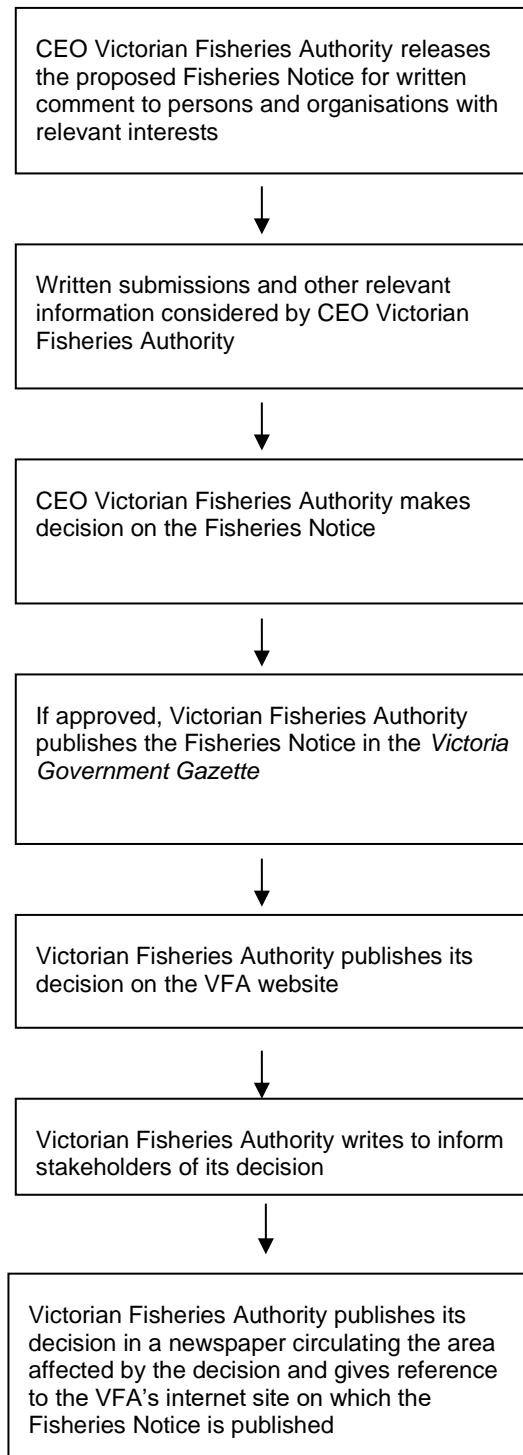 CEO Victorian Fisheries Authority releases
the proposed Fisheries Notice for written
comment to persons and organisations with
relevant interests
Written submissions and other relevant
information considered by CEO Victorian
Fisheries Authority
CEO Victorian Fisheries Authority makes
decision on the Fisheries Notice
If approved, Victorian Fisheries Authority
publishes the Fisheries Notice in the Victoria
Government Gazette
Victorian Fisheries Authority publishes its
decision on the VFA website
Victorian Fisheries Authority writes to inform
stakeholders of its decision
Victorian Fisheries Authority publishes its
decision in a newspaper circulating the area
affected by the decision and gives reference
to the VFA's internet site on which the
Fisheries Notice is published